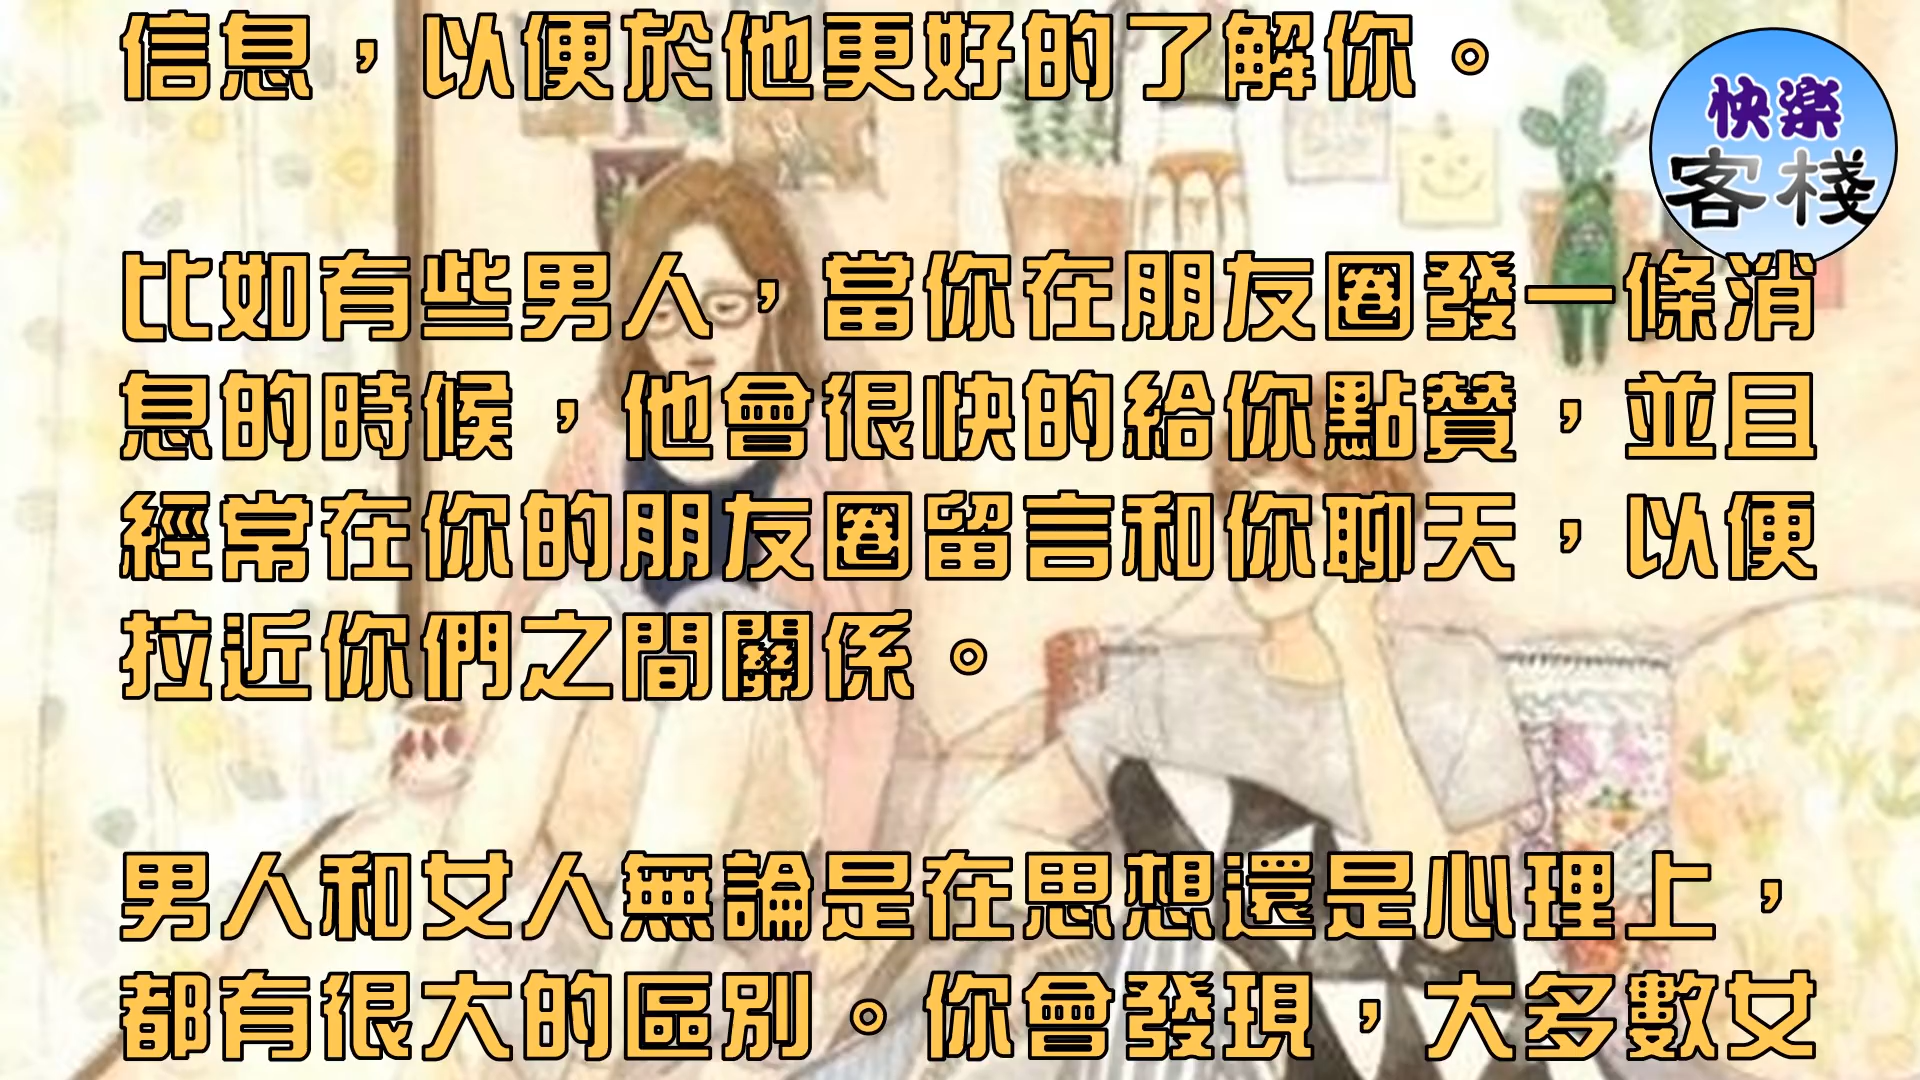 信息，以便於他更好的了解你。
快楽
客栈
比如有些男人，當你在朋友圈發一條消
息的時候，他會很快的給你點贊，並且
經常在你的朋友圈留言和你聊天，以便
拉近你們之間關係。
男人和女人無論是在思想還是心理上，
都有很大的區別。你會發現，大多數女